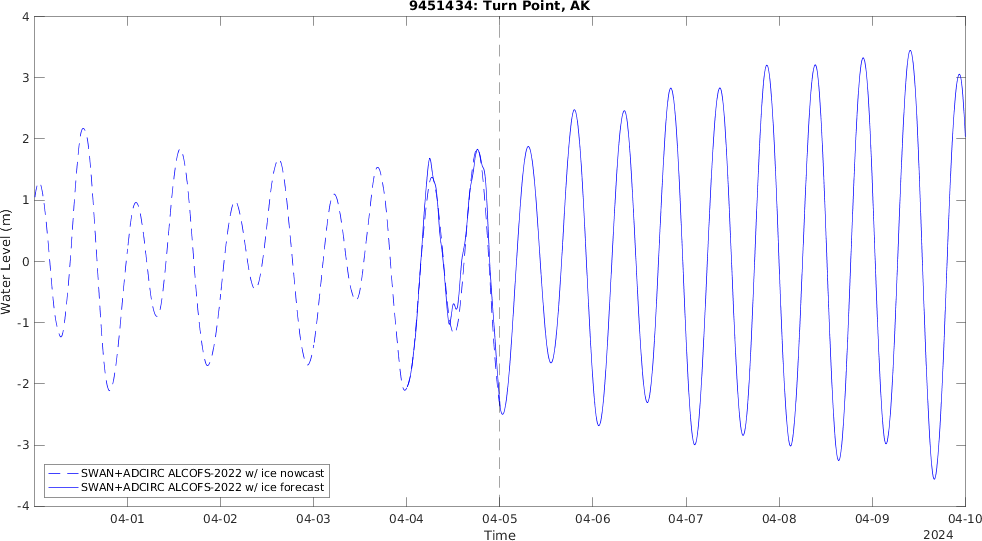 9451434: Turn Point, AK
4
3
2
1
0
-1
-2
-3
-4
Water Level (m)
SWAN+ADCIRC ALCOFS-2022 w/ ice nowcast
SWAN+ADCIRC ALCOFS-2022 w/ ice forecast
04-01 04-02 04-03 04-04 04-05 04-06 04-07 04-08 04-09 04-10
Time
2024